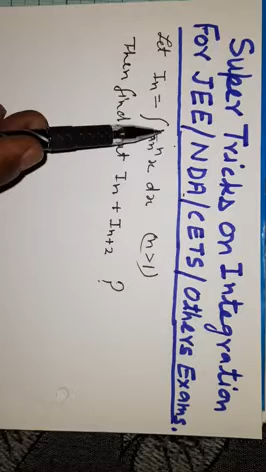 Super Tricks on Integration
For JEE/NDA/CETS/Others Exams.
Let In = ∫ tanⁿx dx (n>1)
Then find In + In+2 ?